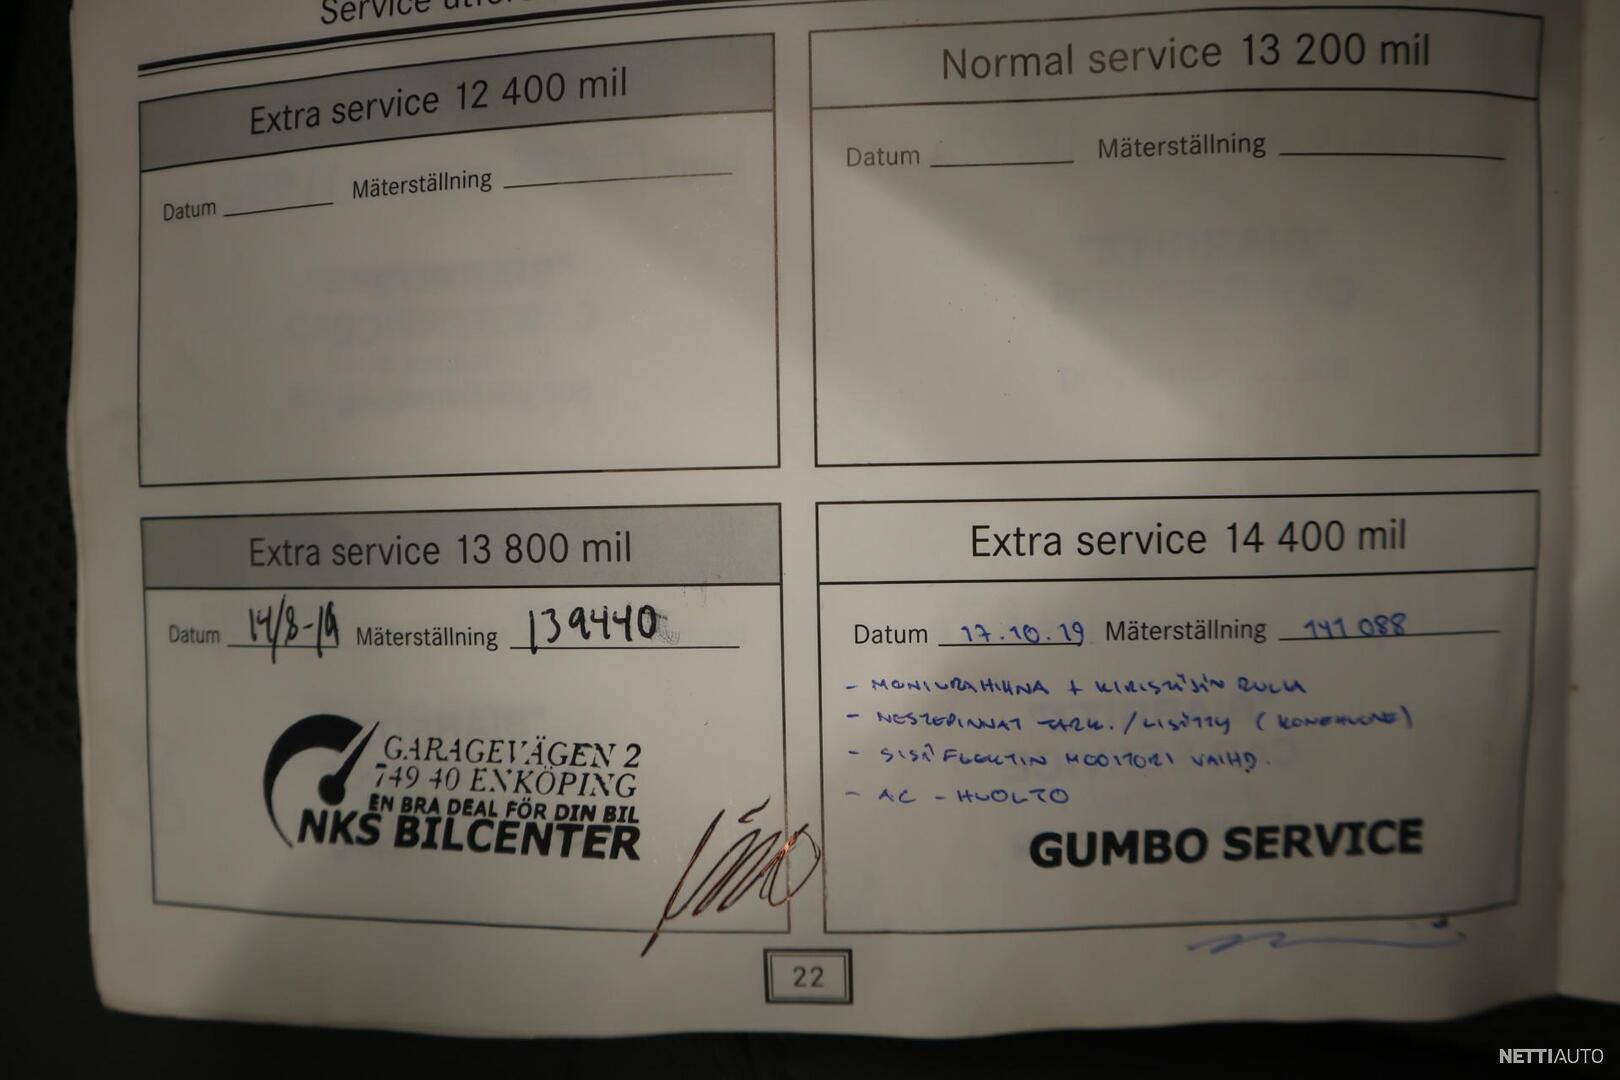 Service
Extra service 12 400 mil
Datum Mäterställning
Normal service 13 200 mil
Datum Mäterställning
Extra service 13 800 mil
Datum 14/8-19 Mäterställning 139440
GARAGEVÄGEN 2
749 40 ENKÖPING
EN BRA DEAL FÖR DIN BIL
NKS BILCENTER
Extra service 14 400 mil
Datum 17.10.19 Mäterställning 141 088
- MONIURAHIHNA + KIRISTÄJÄN RULLA
- NESTEPINNAT TARK. / LISÄTTY (KONEHUONE)
- SISÄ MOOTTORI VAIHD.
- AC - HUOLTO
GUMBO SERVICE
22
NETTIAUTO